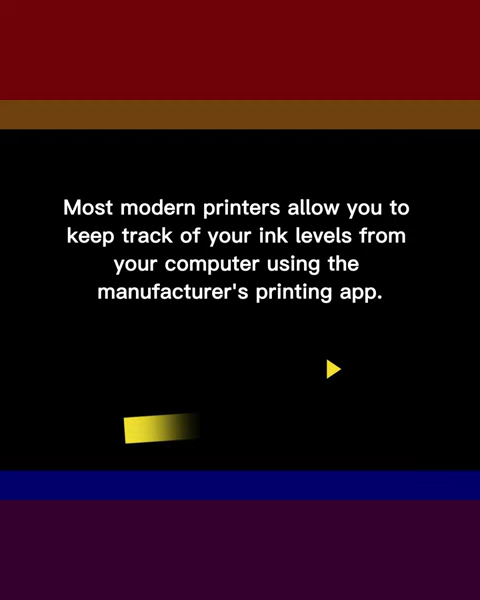 Most modern printers allow you to
keep track of your ink levels from
your computer using the
manufacturer's printing app.